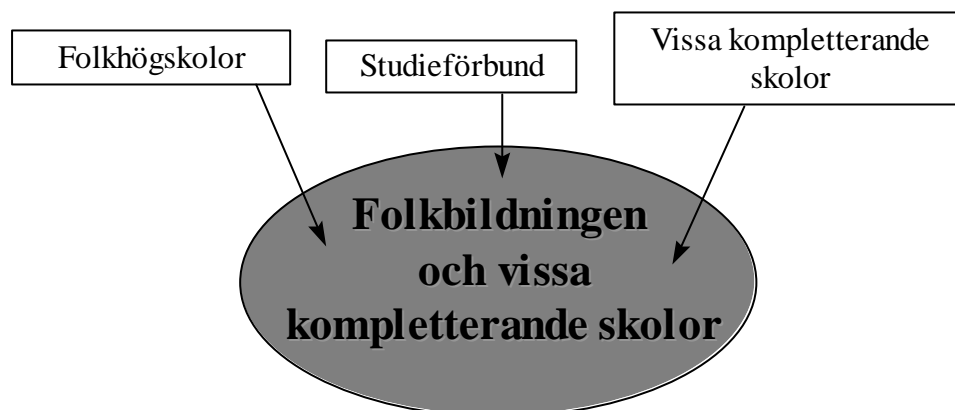 Folkhögskolor
Studieförbund
Vissa kompletterande
skolor
Folkbildningen
och vissa
kompletterande skolor